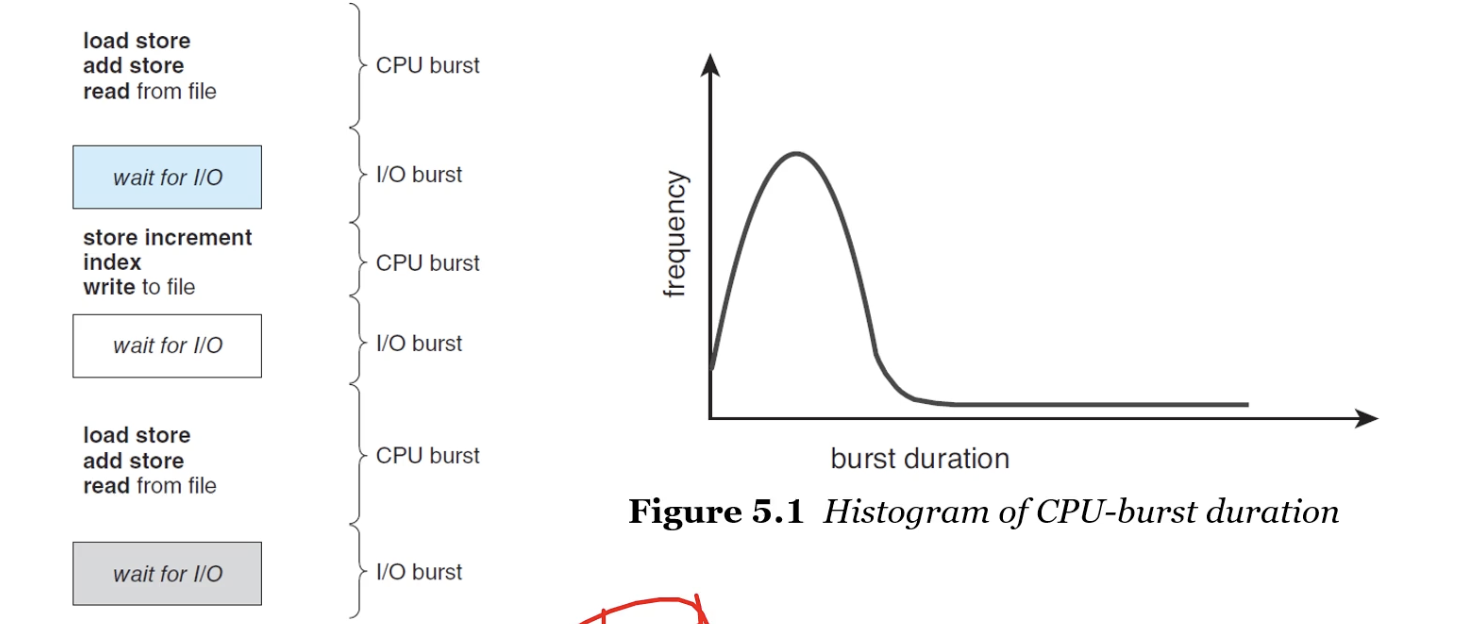 load store
add store
read from file
CPU burst
wait for I/O
I/O burst
store increment
index
write to file
CPU burst
wait for I/O
I/O burst
load store
add store
read from file
CPU burst
wait for I/O
I/O burst
frequency
burst duration
Figure 5.1 Histogram of CPU-burst duration